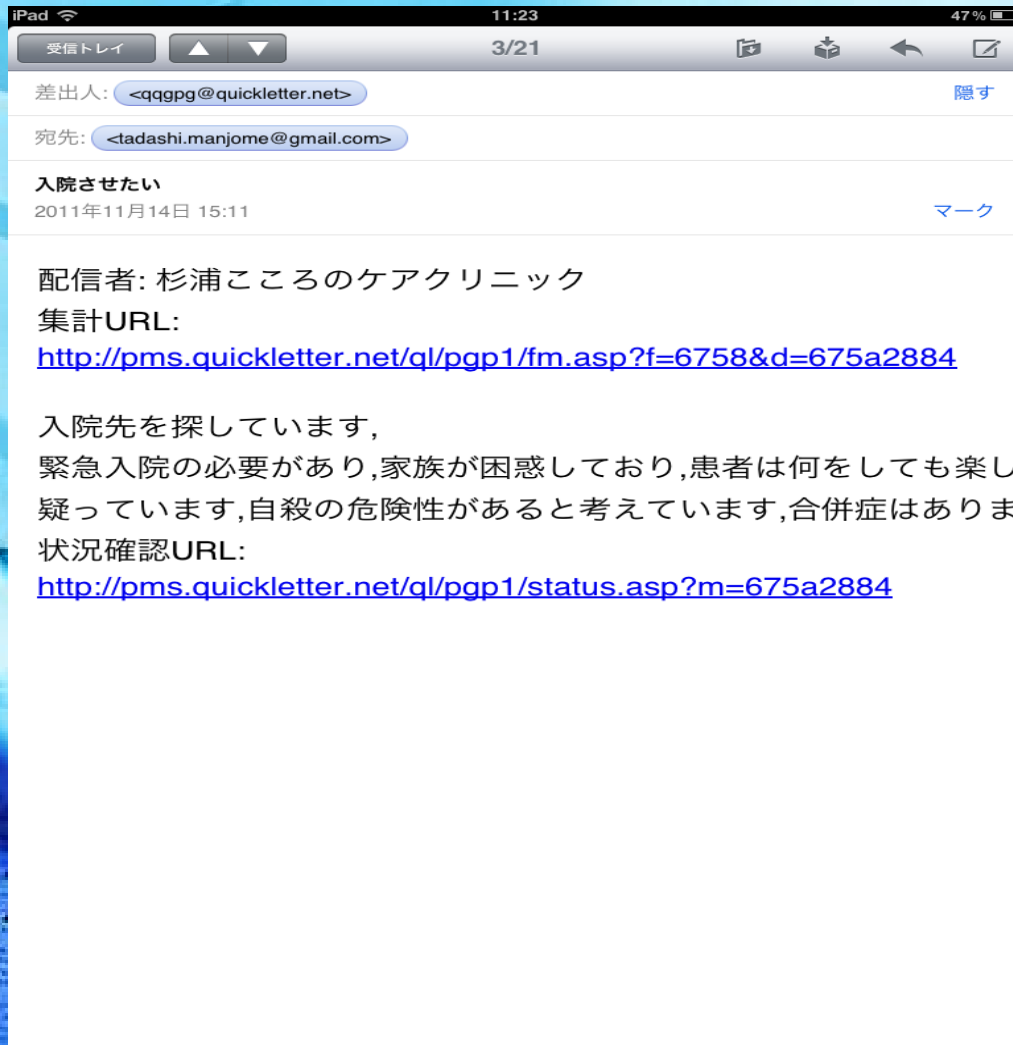 iPad 11:23 47%
受信トレイ 3/21
差出人: <qqgpg@quickletter.net> 隠す
宛先: <tadashi.manjome@gmail.com>
入院させたい
2011年11月14日 15:11 マーク
配信者: 杉浦こころのケアクリニック
集計URL:
http://pms.quickletter.net/ql/pgp1/fm.asp?f=6758&d=675a2884
入院先を探しています,
緊急入院の必要があり,家族が困惑しており,患者は何をしても楽し
疑っています,自殺の危険性があると考えています,合併症はありま
状況確認URL:
http://pms.quickletter.net/ql/pgp1/status.asp?m=675a2884